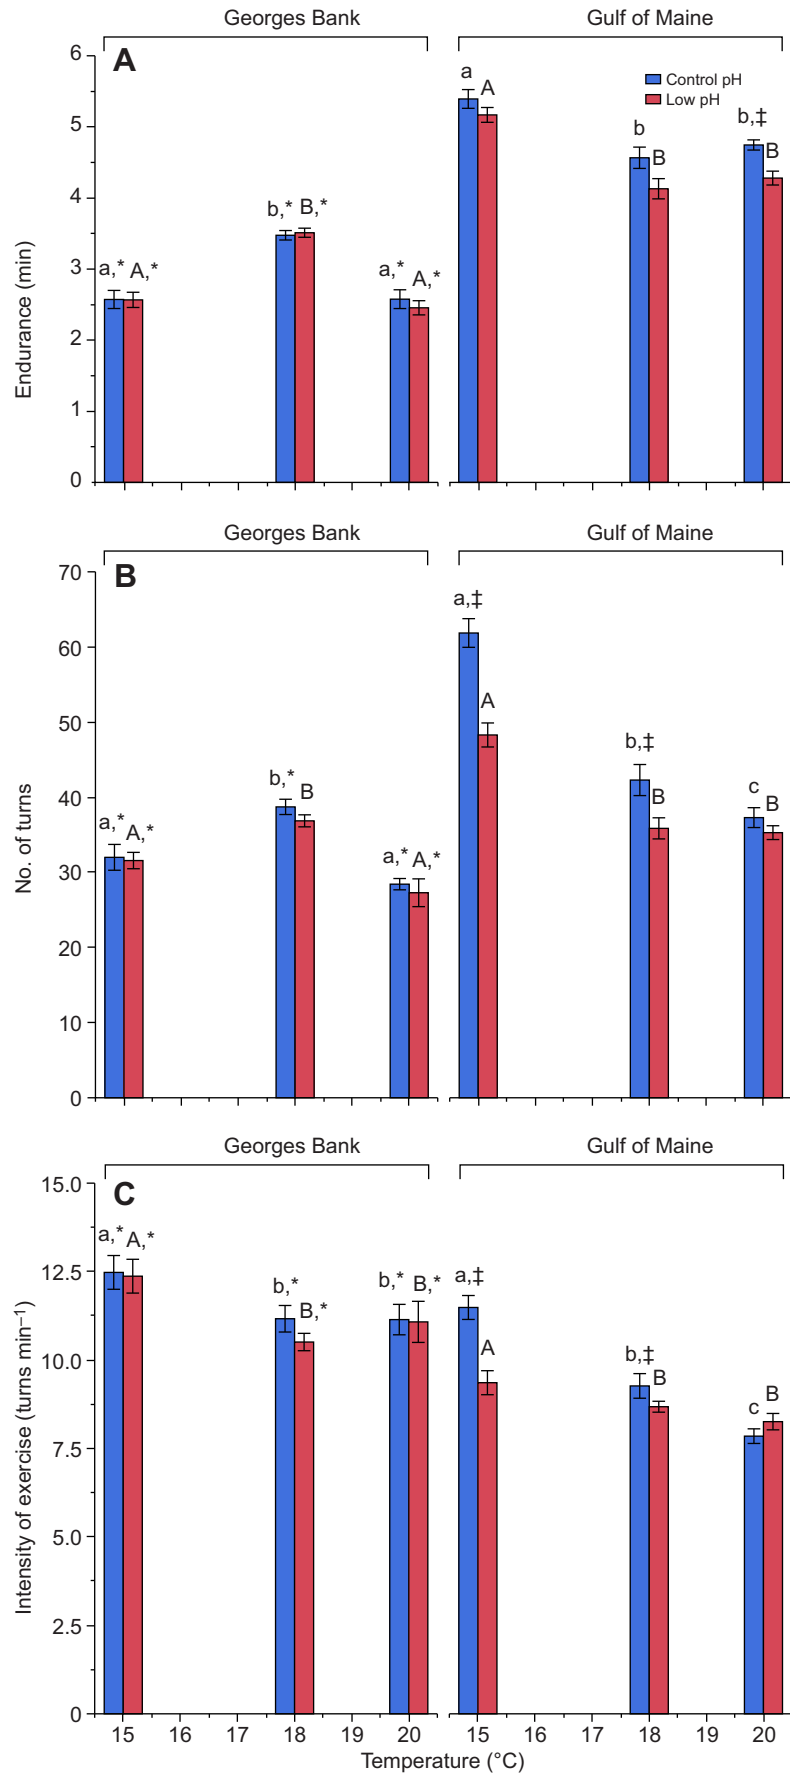 Georges Bank Gulf of Maine
A
6
5
4
3
2
1
0
Endurance (min)
Control pH
Low pH
a,* A,* b,* B,* a,* A,* a A b B b,‡ B
Georges Bank Gulf of Maine
B
70
60
50
40
30
20
10
0
No. of turns
a,* A,* b,* B a,* A,* a,‡ A b,‡ B c B
Georges Bank Gulf of Maine
C
15.0
12.5
10.0
7.5
5.0
2.5
0
Intensity of exercise (turns min⁻¹)
a,* A,* b,* B,* b,* B,* a,‡ A b,‡ B c B
15 16 17 18 19 20 15 16 17 18 19 20
Temperature (°C)